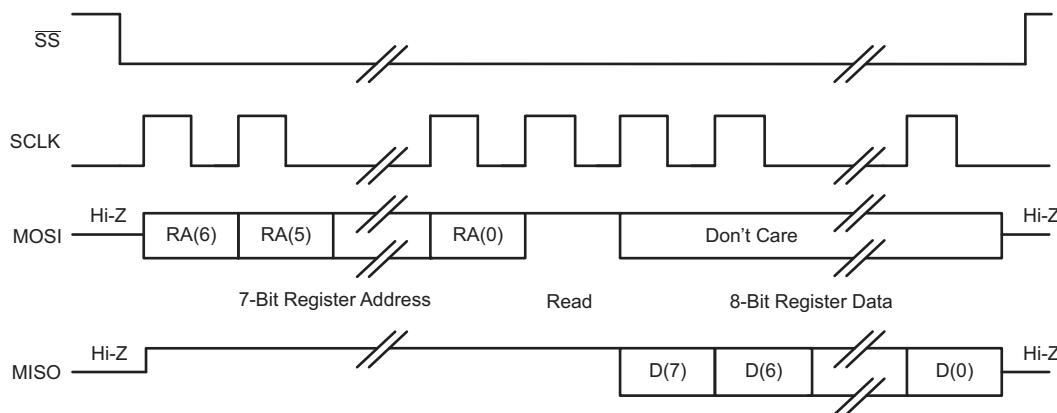 SS
SCLK
Hi-Z Hi-Z
MOSI RA(6) RA(5) RA(0) Don't Care
7-Bit Register Address Read 8-Bit Register Data
Hi-Z Hi-Z
MISO D(7) D(6) D(0)